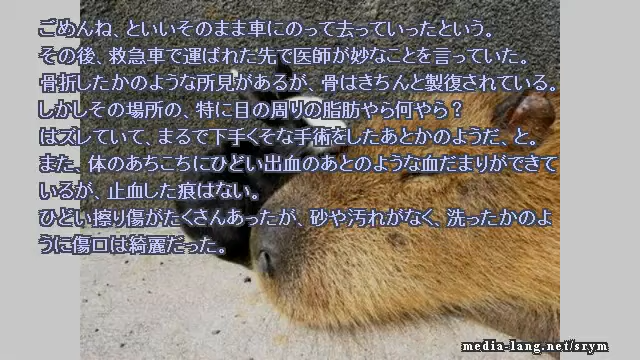 ごめんね、といいそのまま車にのって去っていったという。
その後、救急車で運ばれた先で医師が妙なことを言っていた。
骨折したかのような所見があるが、骨はきちんと製復されている。
しかしその場所の、特に目の周りの脂肪やら何やら？
はズレていて、まるで下手くそな手術をしたあとかのようだ、と。
また、体のあちこちにひどい出血のあとのような血だまりができて
いるが、止血した痕はない。
ひどい擦り傷がたくさんあったが、砂や汚れがなく、洗ったかのよ
うに傷口は綺麗だった。
media-lang.net/srym